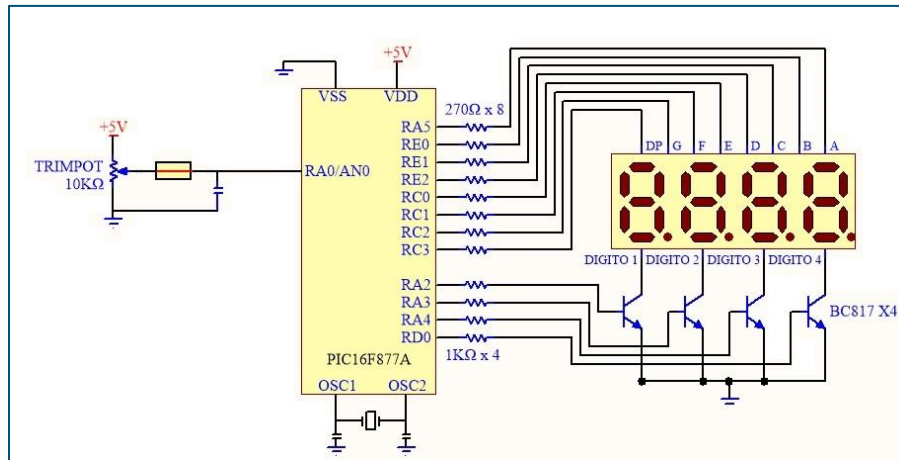 +5V
VSS VDD
270Ω x 8
+5V
TRIMPOT
10KΩ
RA0/AN0
RA5
RE0
RE1
RE2
RC0
RC1
RC2
RC3
DP G F E D C B A
DIGITO 1 DIGITO 2 DIGITO 3 DIGITO 4
RA2
RA3
RA4
RD0
BC817 X4
1KΩ x 4
PIC16F877A
OSC1 OSC2